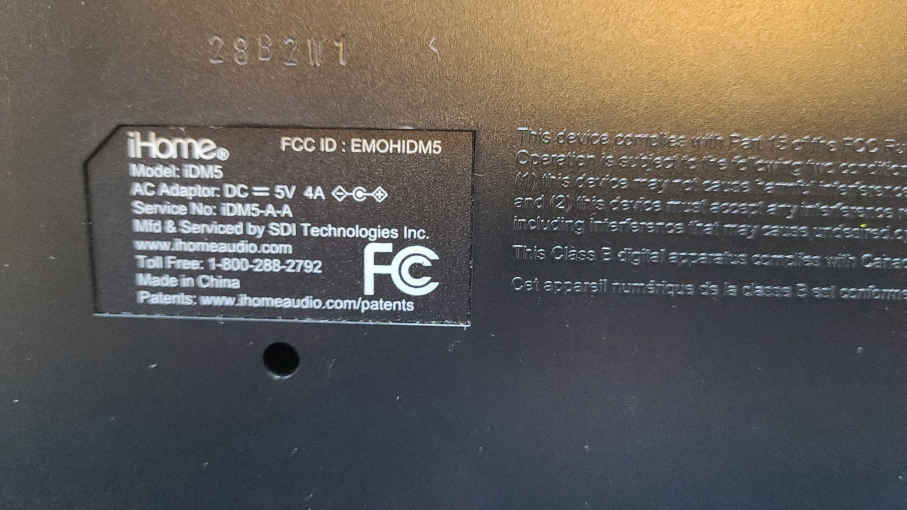 28B2W1
iHome®
FCC ID : EMOHIDM5
Model: iDM5
AC Adaptor: DC ⎓ 5V 4A
Service No: iDM5-A-A
Mfd & Serviced by SDI Technologies Inc.
www.ihomeaudio.com
Toll Free: 1-800-288-2792
Made in China
Patents: www.ihomeaudio.com/patents
FC
This device complies with Part 15 of the FCC
Operation is subject to the following two
(1) this device may not cause harmful interference
and (2) this device must accept any interference
including interference that may cause undesired
This Class B digital apparatus complies with
Cet appareil numérique de la classe B est conforme